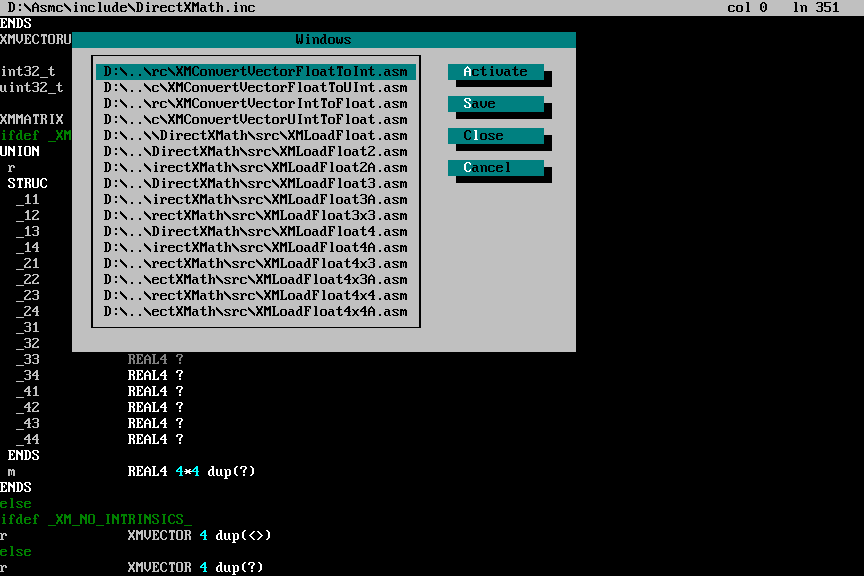 D:\Asmc\include\DirectXMath.inc col 0 ln 351
ENDS
XMVECTORU
Windows
int32_t
uint32_t
XMMATRIX
ifdef _XM
UNION
r
STRUC
_11
_12
_13
_14
_21
_22
_23
_24
_31
_32
D:\..\rc\XMConvertVectorFloatToInt.asm
D:\..\c\XMConvertVectorFloatToUInt.asm
D:\..\rc\XMConvertVectorIntToFloat.asm
D:\..\c\XMConvertVectorUIntToFloat.asm
D:\..\\DirectXMath\src\XMLoadFloat.asm
D:\..\DirectXMath\src\XMLoadFloat2.asm
D:\..\irectXMath\src\XMLoadFloat2A.asm
D:\..\DirectXMath\src\XMLoadFloat3.asm
D:\..\irectXMath\src\XMLoadFloat3A.asm
D:\..\rectXMath\src\XMLoadFloat3x3.asm
D:\..\DirectXMath\src\XMLoadFloat4.asm
D:\..\irectXMath\src\XMLoadFloat4A.asm
D:\..\rectXMath\src\XMLoadFloat4x3.asm
D:\..\ectXMath\src\XMLoadFloat4x3A.asm
D:\..\rectXMath\src\XMLoadFloat4x4.asm
D:\..\ectXMath\src\XMLoadFloat4x4A.asm
Activate
Save
Close
Cancel
_33 REAL4 ?
_34 REAL4 ?
_41 REAL4 ?
_42 REAL4 ?
_43 REAL4 ?
_44 REAL4 ?
ENDS
m REAL4 4*4 dup(?)
ENDS
else
ifdef _XM_NO_INTRINSICS_
r XMVECTOR 4 dup(<>)
else
r XMVECTOR 4 dup(?)